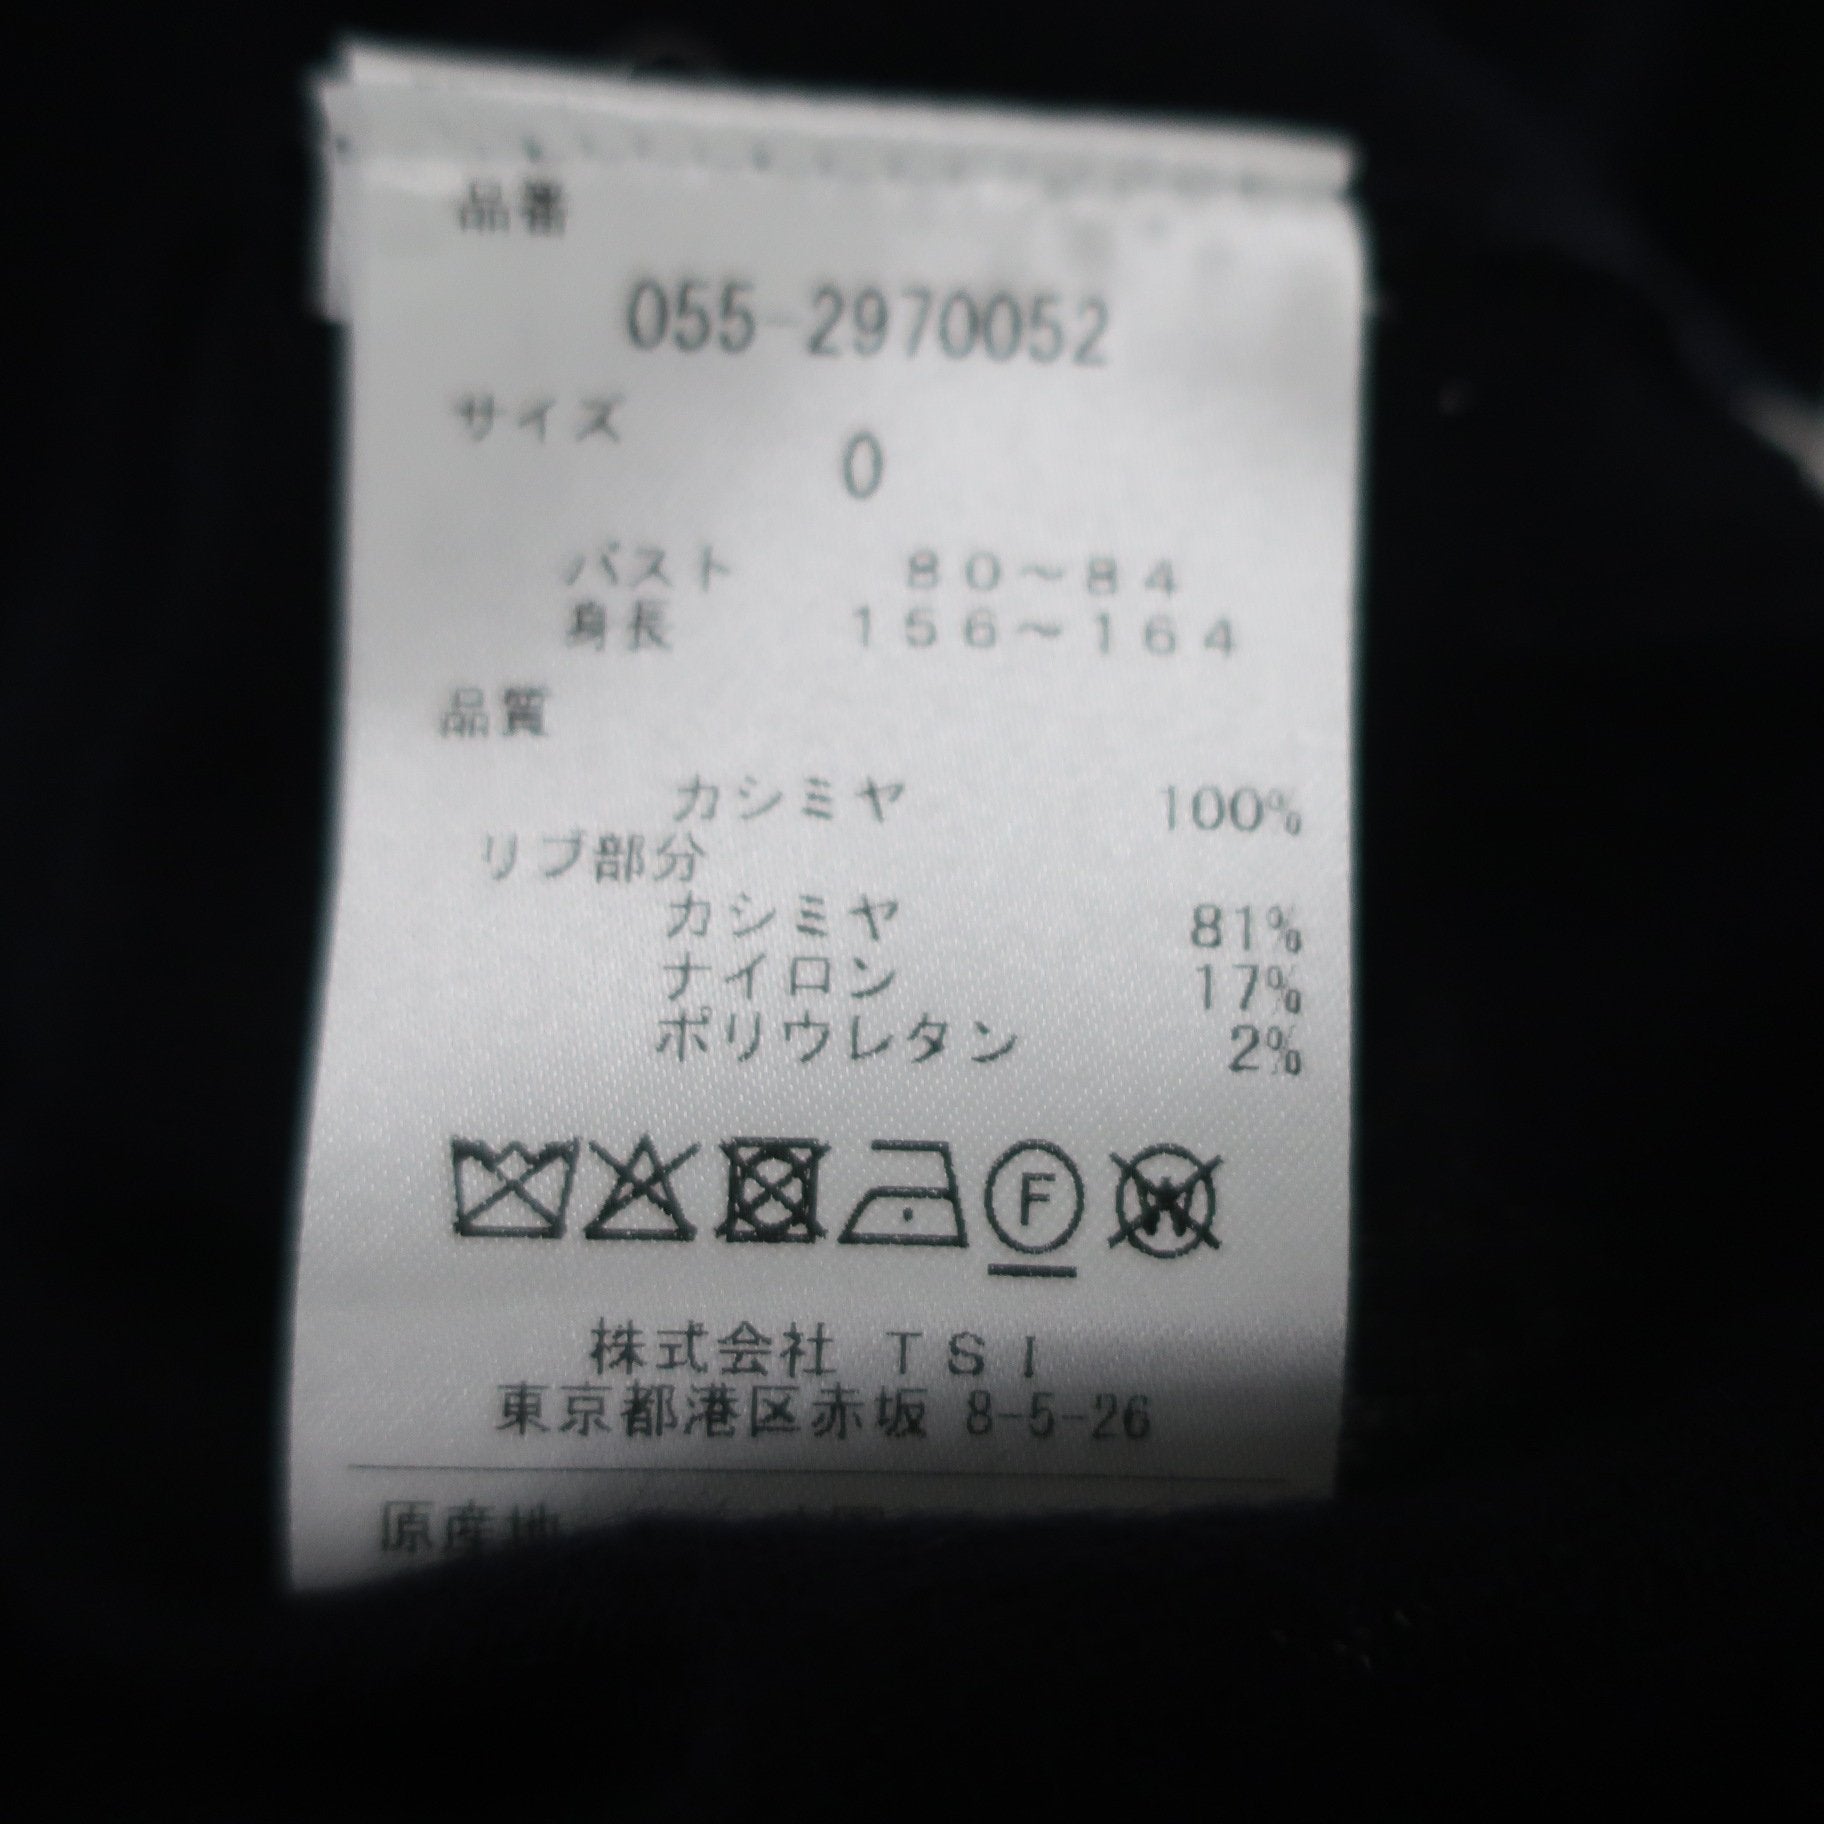 品番
055-2970052
サイズ
0
バスト 80〜84
身長 156〜164
品質
カシミヤ 100%
リブ部分
カシミヤ 81%
ナイロン 17%
ポリウレタン 2%
F W
株式会社 TSI
東京都港区赤坂 8-5-26
原産地